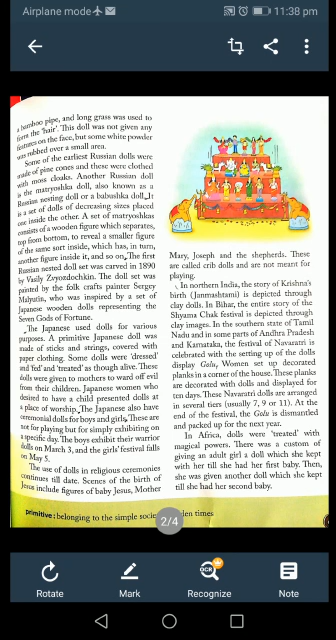 Airplane mode 11:38 pm
a bamboo pipe, and long grass was used to
form the 'hair'. This doll was not given any
features on the face, but some white powder
was rubbed over a small area.
Some of the earliest Russian dolls were
made of pine cones and these were clothed
with moss cloaks. Another Russian doll
is the matryoshka doll, also known as a
Russian nesting doll or a babushka doll. It
is a set of dolls of decreasing sizes placed
one inside the other. A set of matryoshkas
consists of a wooden figure which separates,
top from bottom, to reveal a smaller figure
of the same sort inside, which has, in turn,
another figure inside it, and so on. The first
Russian nested doll set was carved in 1890
by Vasily Zvyozdochkin. The doll set was
painted by the folk crafts painter Sergey
Malyutin, who was inspired by a set of
Japanese wooden dolls representing the
Seven Gods of Fortune.
The Japanese used dolls for various
purposes. A primitive Japanese doll was
made of sticks and strings, covered with
paper clothing. Some dolls were 'dressed'
and 'fed' and 'treated' as though alive. These
dolls were given to mothers to ward off evil
from their children. Japanese women who
desired to have a child presented dolls at
a place of worship. The Japanese also have
ceremonial dolls for boys and girls. These are
not for playing but for simply exhibiting on
a specific day. The boys exhibit their warrior
dolls on March 3, and the girls' festival falls
on May 5.
The use of dolls in religious ceremonies
continues till date. Scenes of the birth of
Jesus include figures of baby Jesus, Mother
Mary, Joseph and the shepherds. These are
called crib dolls and are not meant for
playing.
In northern India, the story of Krishna's
birth (Janmashtami) is depicted through
clay dolls. In Bihar, the entire story of the
Shyama Chak festival is depicted through
clay images. In the southern state of Tamil
Nadu and in some parts of Andhra Pradesh
and Karnataka, the festival of Navaratri is
celebrated with the setting up of the dolls
display Golu. Women set up decorated
planks in a corner of the house. These planks
are decorated with dolls and displayed for
ten days. These Navaratri dolls are arranged
in several tiers (usually 7, 9 or 11). At the
end of the festival, the Golu is dismantled
and packed up for the next year.
In Africa, dolls were 'treated' with
magical powers. There was a custom of
giving an adult girl a doll which she kept
with her till she had her first baby. Then,
she was given another doll which she kept
till she had her second baby.
primitive: belonging to the simple den times
2/4
Rotate
Mark
OCR
Recognize
Note